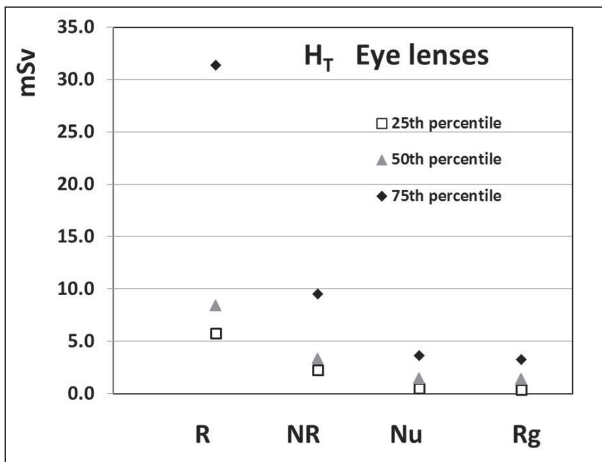 35.0
mSv
H_T Eye lenses
30.0
25.0
25th percentile
20.0
50th percentile
75th percentile
15.0
10.0
5.0
0.0
R NR Nu Rg